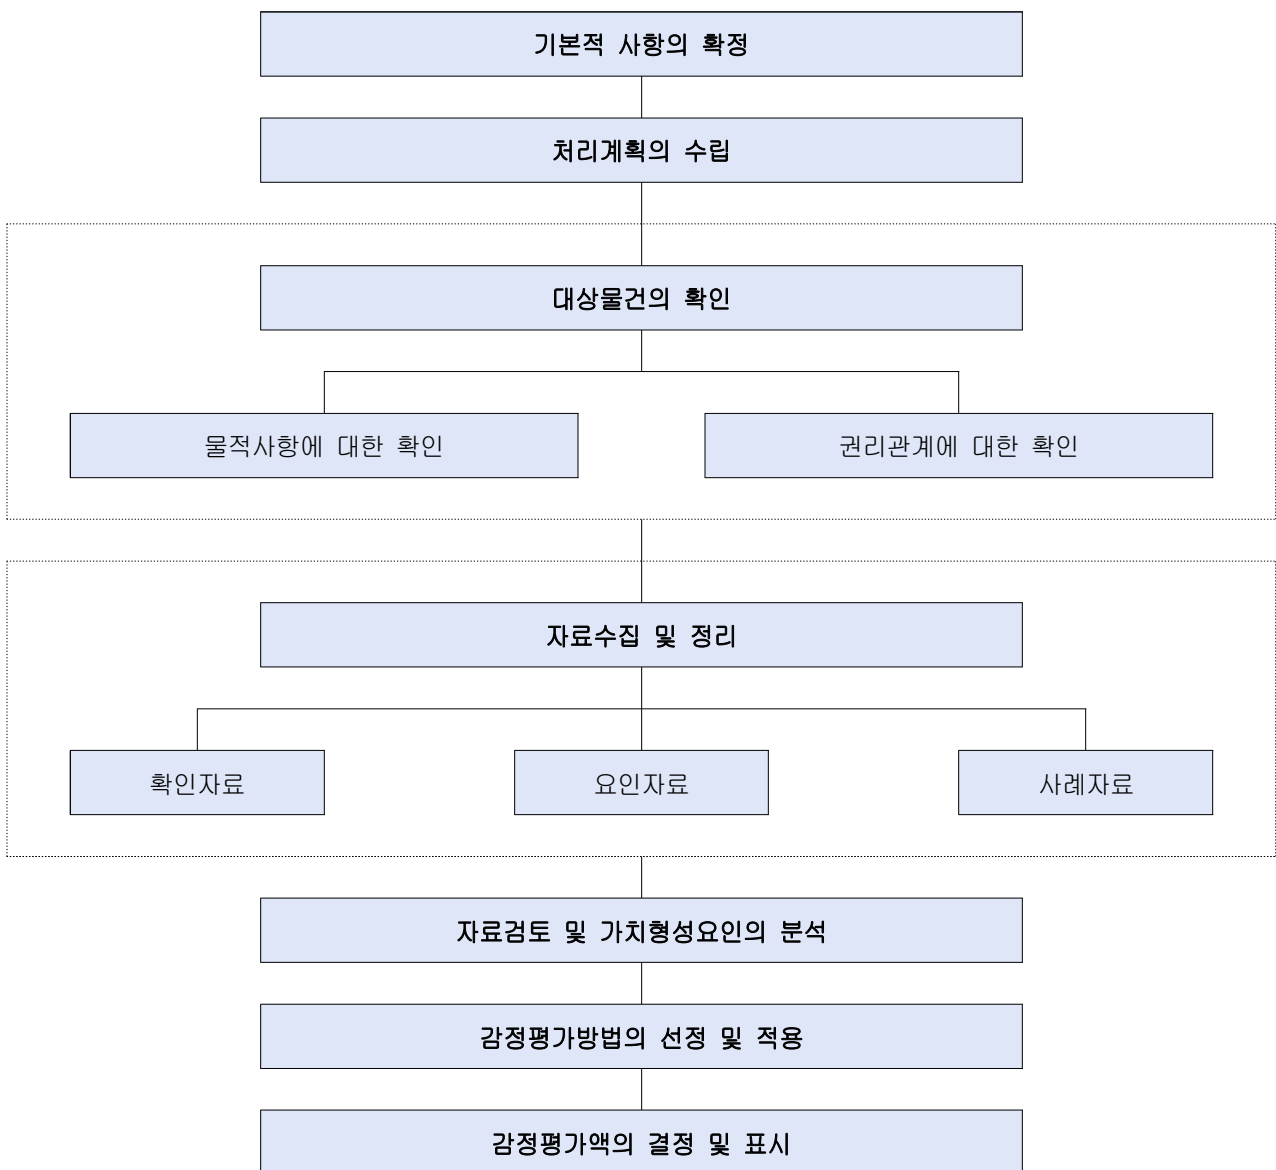 기본적 사항의 확정
처리계획의 수립
대상물건의 확인
물적사항에 대한 확인
권리관계에 대한 확인
자료수집 및 정리
확인자료
요인자료
사례자료
자료검토 및 가치형성요인의 분석
감정평가방법의 선정 및 적용
감정평가액의 결정 및 표시